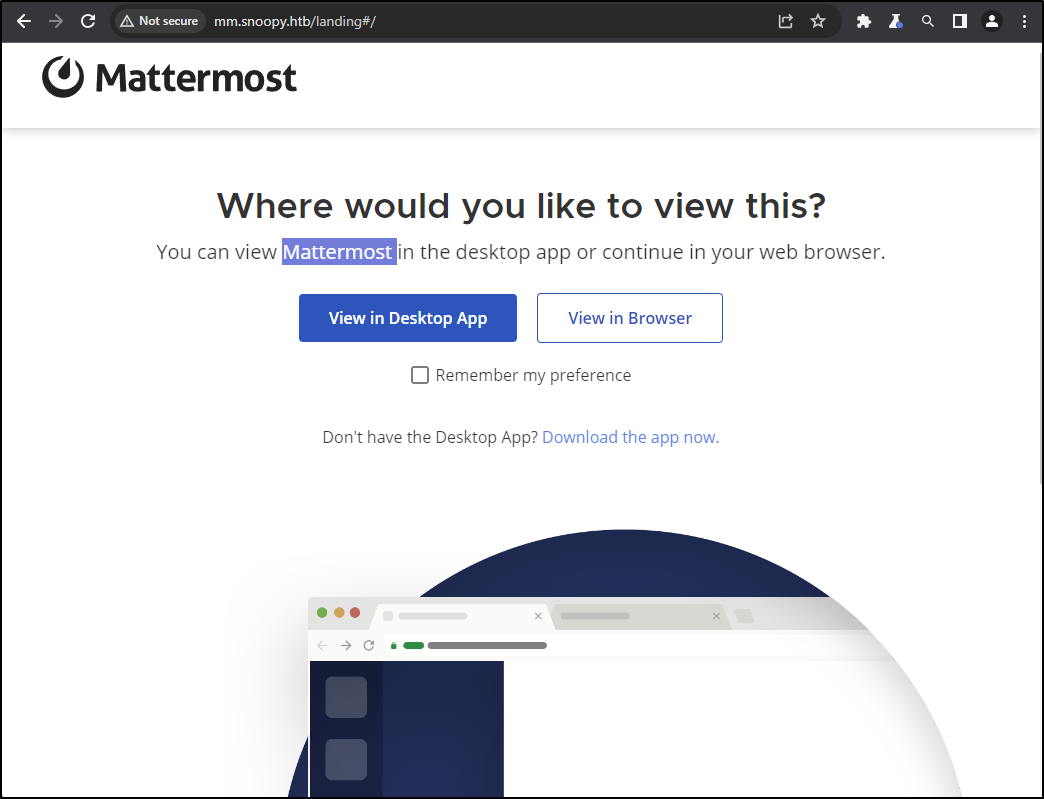 Not secure mm.snoopy.htb/landing#/
Mattermost
Where would you like to view this?
You can view Mattermost in the desktop app or continue in your web browser.
View in Desktop App View in Browser
Remember my preference
Don't have the Desktop App? Download the app now.